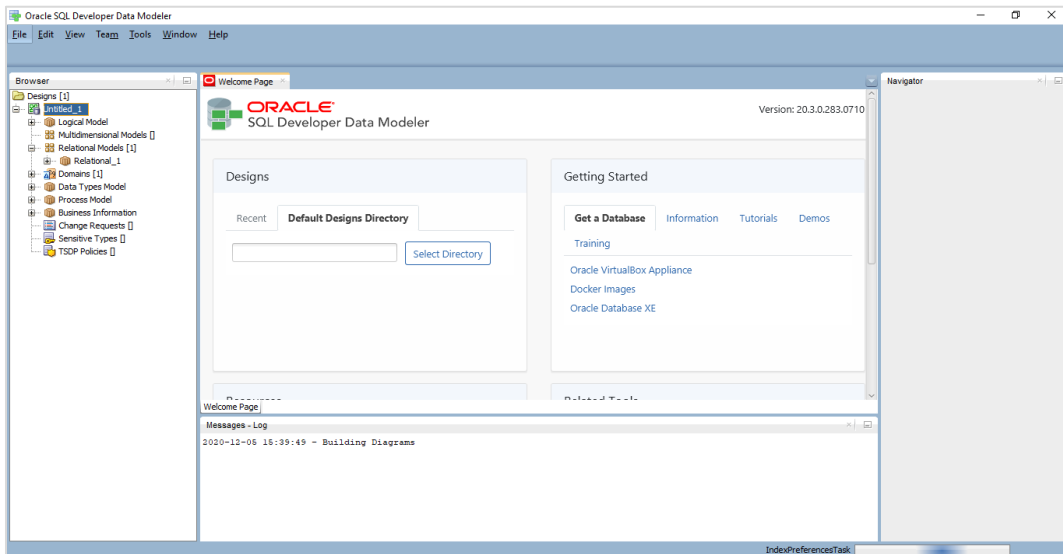 Oracle SQL Developer Data Modeler
File Edit View Team Tools Window Help
Browser
Designs [1]
Untitled_1
Logical Model
Multidimensional Models []
Relational Models [1]
Relational_1
Domains [1]
Data Types Model
Process Model
Business Information
Change Requests []
Sensitive Types []
TSDP Policies []
Welcome Page
ORACLE
SQL Developer Data Modeler
Version: 20.3.0.283.0710
Designs
Recent Default Designs Directory
Select Directory
Getting Started
Get a Database Information Tutorials Demos
Training
Oracle VirtualBox Appliance
Docker Images
Oracle Database XE
Welcome Page
Messages - Log
2020-12-05 15:39:49 - Building Diagrams
Navigator
IndexPreferencesTask